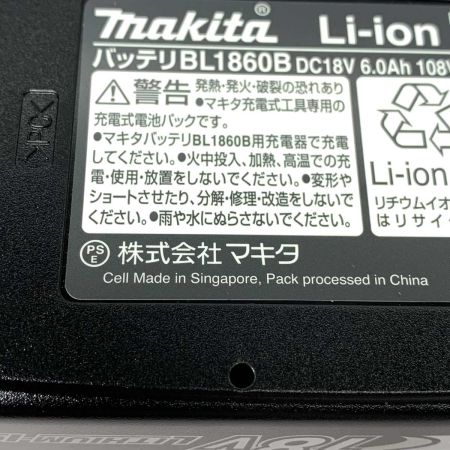 makita® Li-ion
バッテリBL1860B DC18V 6.0Ah 108
警告 発熱・発火・破裂の恐れあり
●マキタ充電式工具専用の
充電式電池パックです。
●マキタバッテリBL1860B用充電器で充電
してください。●火中投入、加熱、高温での充
電・使用・放置をしないでください。●変形や
ショートさせたり、分解・修理・改造をしないで
ください。●雨や水にぬらさないでください。
Li-ion
リチウムイオ
はリサイ
PS
E 株式会社 マキタ
Cell Made in Singapore, Pack processed in China
18V